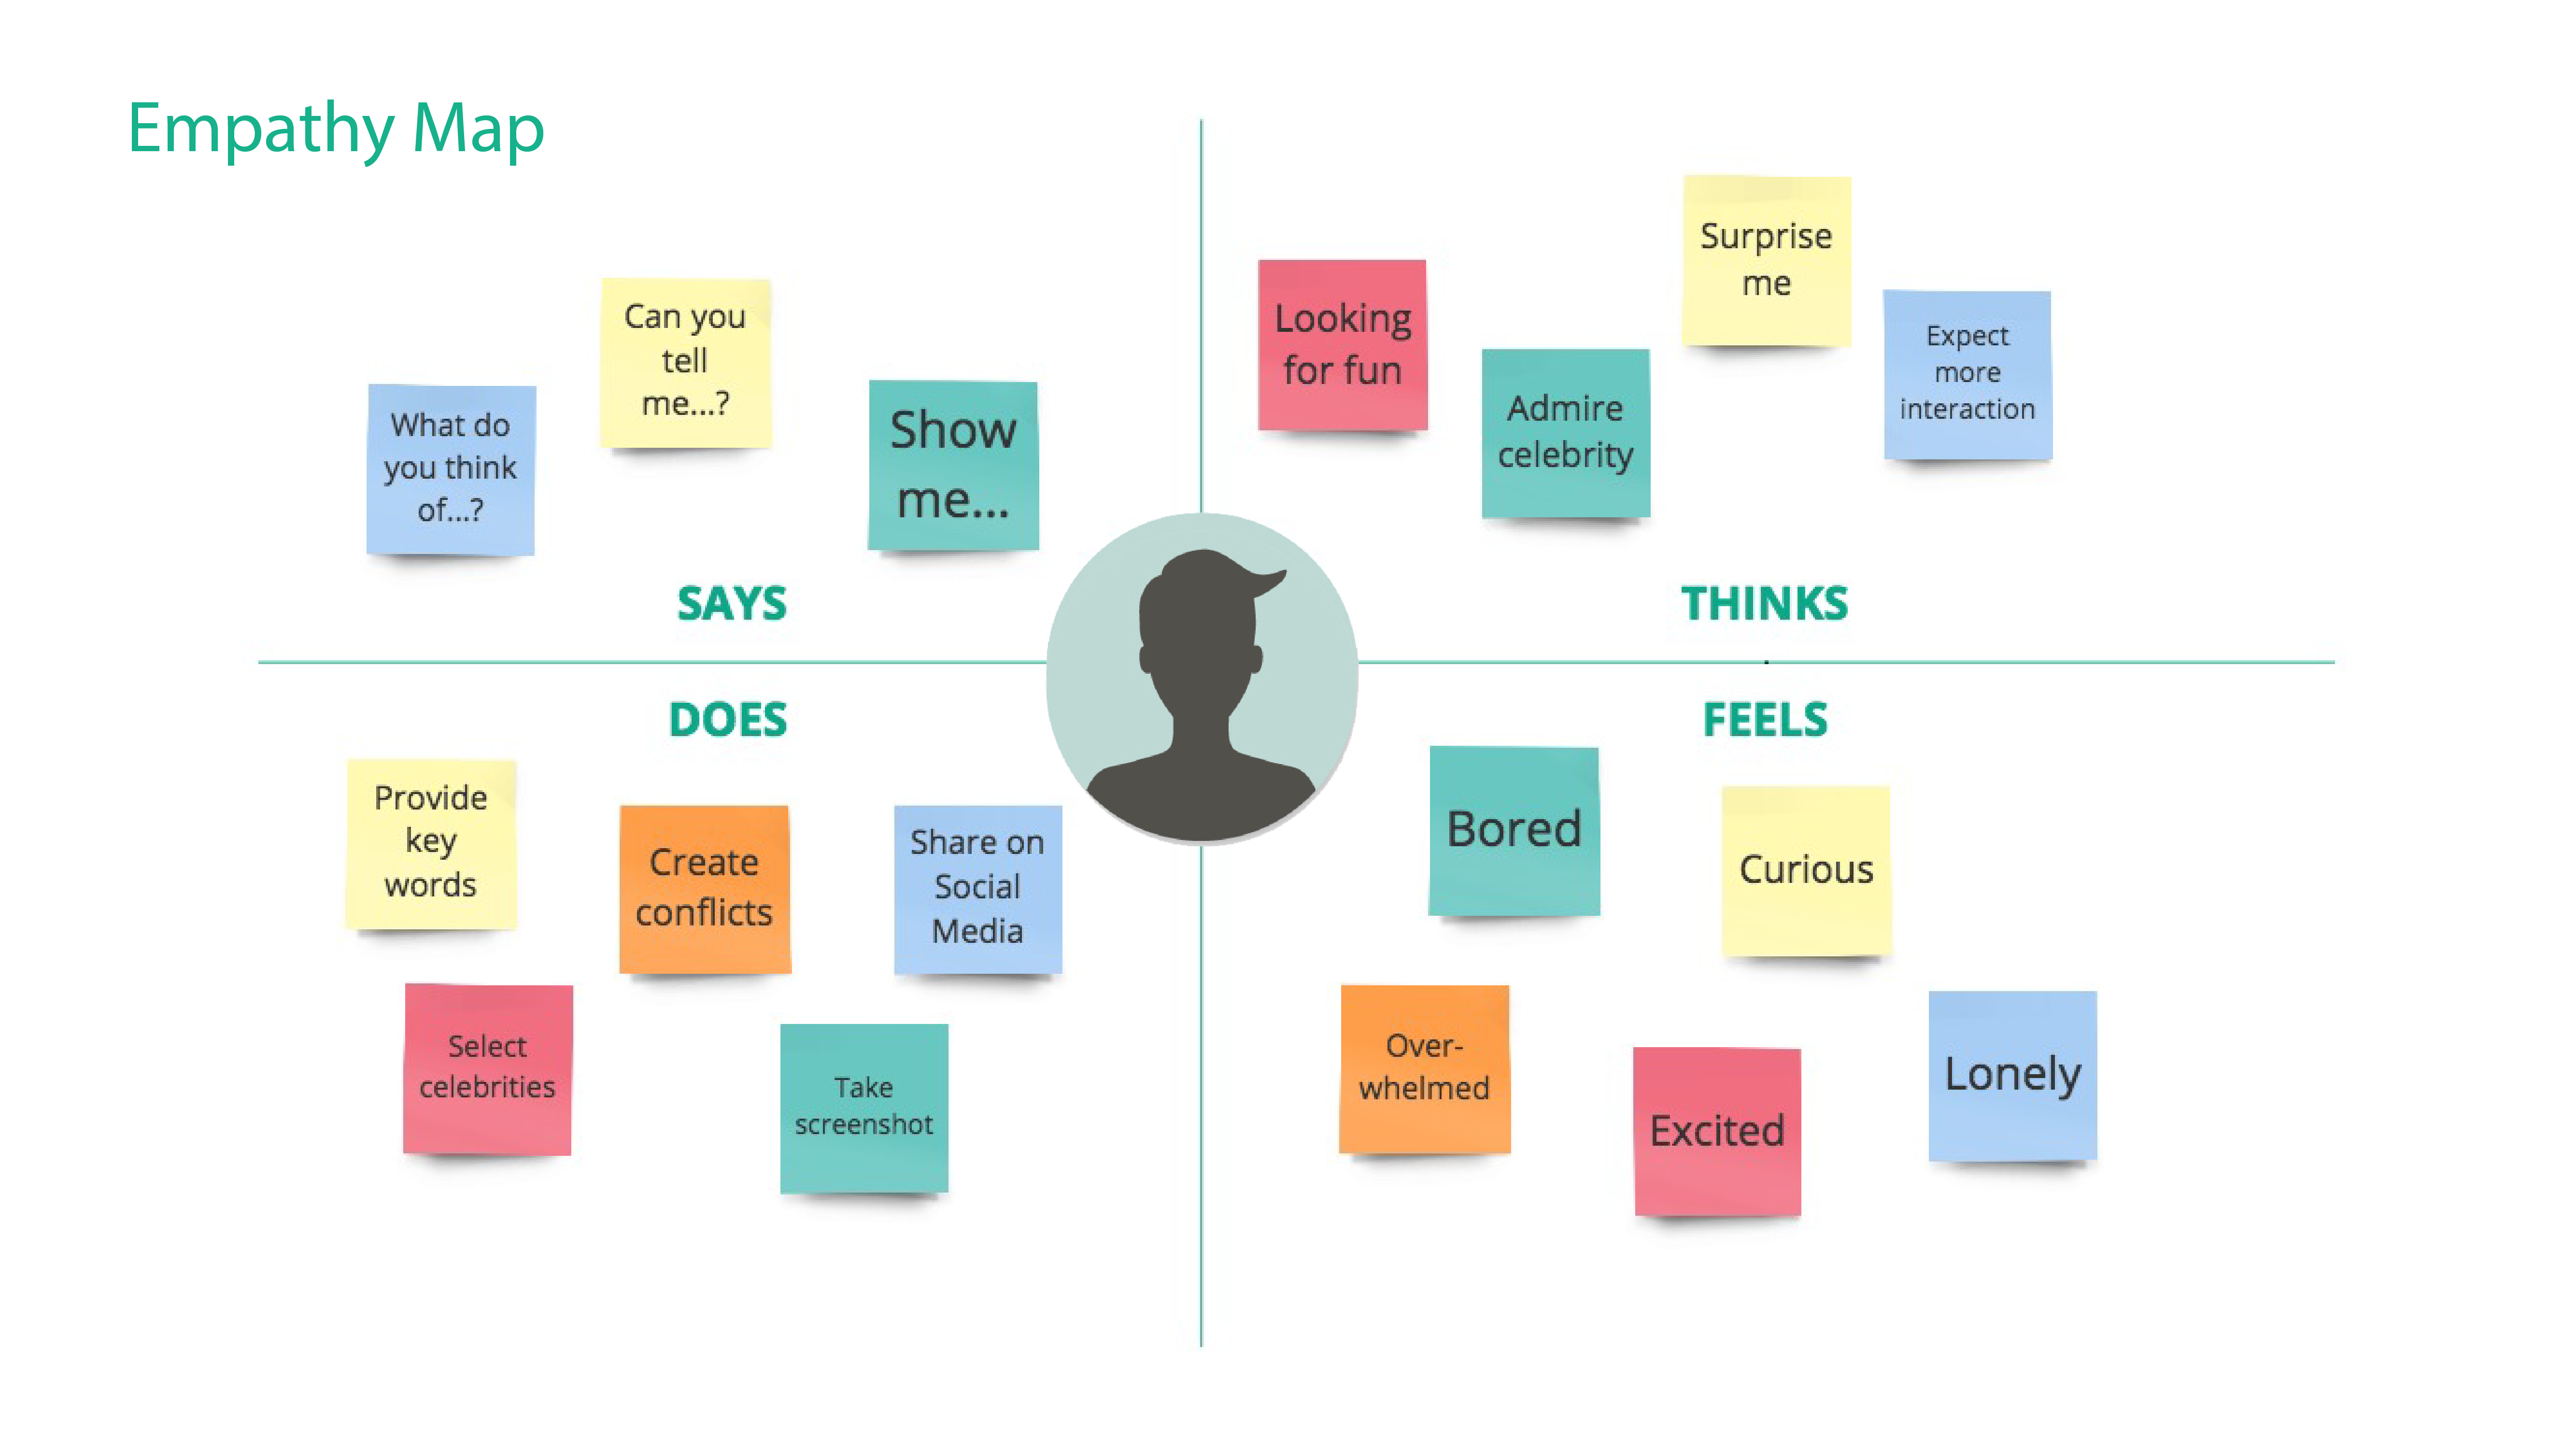 Empathy Map
What do
you think
of...?
Can you
tell
me...?
Show
me...
SAYS
Looking
for fun
Admire
celebrity
Surprise
me
Expect
more
interaction
THINKS
DOES
Provide
key
words
Create
conflicts
Share on
Social
Media
Select
celebrities
Take
screenshot
FEELS
Bored
Curious
Over-
whelmed
Excited
Lonely